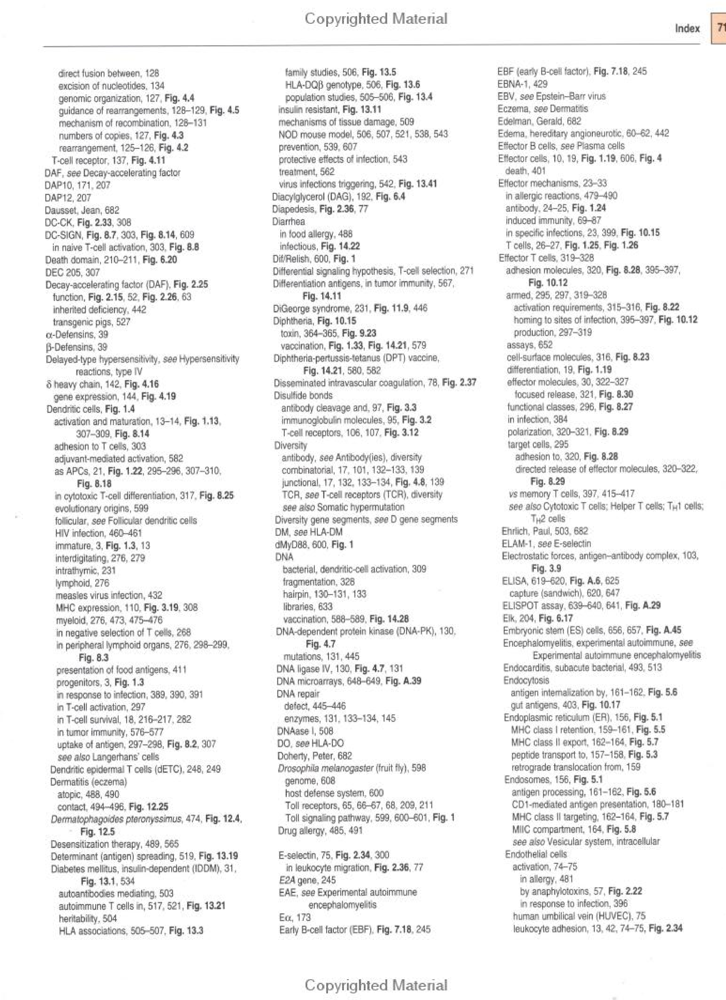 Copyrighted Material
Index
71
direct fusion between, 128
excision of nucleotides, 134
genomic organization, 127, Fig. 4.4
guidance of rearrangements, 128–129, Fig. 4.5
mechanism of recombination, 128–131
numbers of copies, 127, Fig. 4.3
rearrangement, 125–126, Fig. 4.2
T-cell receptor, 137, Fig. 4.11
DAF, see Decay-accelerating factor
DAP10, 171, 207
DAP12, 207
Dausset, Jean, 682
DC-CK, Fig. 2.33, 308
DC-SIGN, Fig. 8.7, 303, Fig. 8.14, 609
in naive T-cell activation, 303, Fig. 8.8
Death domain, 210–211, Fig. 6.20
DEC 205, 307
Decay-accelerating factor (DAF), Fig. 2.25
function, Fig. 2.15, 52, Fig. 2.26, 63
inherited deficiency, 442
transgenic pigs, 527
α-Defensins, 39
β-Defensins, 39
Delayed-type hypersensitivity, see Hypersensitivity
reactions, type IV
δ heavy chain, 142, Fig. 4.16
gene expression, 144, Fig. 4.19
Dendritic cells, Fig. 1.4
activation and maturation, 13–14, Fig. 1.13,
307–309, Fig. 8.14
adhesion to T cells, 303
adjuvant-mediated activation, 582
as APCs, 21, Fig. 1.22, 295–296, 307–310,
Fig. 8.18
in cytotoxic T-cell differentiation, 317, Fig. 8.25
evolutionary origins, 599
follicular, see Follicular dendritic cells
HIV infection, 460–461
immature, 3, Fig. 1.3, 13
interdigitating, 276, 279
intrathymic, 231
lymphoid, 276
measles virus infection, 432
MHC expression, 110, Fig. 3.19, 308
myeloid, 276, 473, 475–476
in negative selection of T cells, 268
in peripheral lymphoid organs, 276, 298–299,
Fig. 8.3
presentation of food antigens, 411
progenitors, 3, Fig. 1.3
in response to infection, 389, 390, 391
in T-cell activation, 297
in T-cell survival, 18, 216–217, 282
in tumor immunity, 576–577
uptake of antigen, 297–298, Fig. 8.2, 307
see also Langerhans' cells
Dendritic epidermal T cells (dETC), 248, 249
Dermatitis (eczema)
atopic, 488, 490
contact, 494–496, Fig. 12.25
Dermatophagoides pteronyssimus, 474, Fig. 12.4,
Fig. 12.5
Desensitization therapy, 489, 565
Determinant (antigen) spreading, 519, Fig. 13.19
Diabetes mellitus, insulin-dependent (IDDM), 31,
Fig. 13.1, 534
autoantibodies mediating, 503
autoimmune T cells in, 517, 521, Fig. 13.21
heritability, 504
HLA associations, 505–507, Fig. 13.3
family studies, 506, Fig. 13.5
HLA-DQβ genotype, 506, Fig. 13.6
population studies, 505–506, Fig. 13.4
insulin resistant, Fig. 13.11
mechanisms of tissue damage, 509
NOD mouse model, 506, 507, 521, 538, 543
prevention, 539, 607
protective effects of infection, 543
treatment, 562
virus infections triggering, 542, Fig. 13.41
Diacylglycerol (DAG), 192, Fig. 6.4
Diapedesis, Fig. 2.36, 77
Diarrhea
in food allergy, 488
infectious, Fig. 14.22
Dif/Relish, 600, Fig. 1
Differential signaling hypothesis, T-cell selection, 271
Differentiation antigens, in tumor immunity, 567,
Fig. 14.11
DiGeorge syndrome, 231, Fig. 11.9, 446
Diphtheria, Fig. 10.15
toxin, 364–365, Fig. 9.23
vaccination, Fig. 1.33, Fig. 14.21, 579
Diphtheria-pertussis-tetanus (DPT) vaccine,
Fig. 14.21, 580, 582
Disseminated intravascular coagulation, 78, Fig. 2.37
Disulfide bonds
antibody cleavage and, 97, Fig. 3.3
immunoglobulin molecules, 95, Fig. 3.2
T-cell receptors, 106, 107, Fig. 3.12
Diversity
antibody, see Antibody(ies), diversity
combinatorial, 17, 101, 132–133, 139
junctional, 17, 132, 133–134, Fig. 4.8, 139
TCR, see T-cell receptors (TCR), diversity
see also Somatic hypermutation
Diversity gene segments, see D gene segments
DM, see HLA-DM
dMyD88, 600, Fig. 1
DNA
bacterial, dendritic-cell activation, 309
fragmentation, 328
hairpin, 130–131, 133
libraries, 633
vaccination, 588–589, Fig. 14.28
DNA-dependent protein kinase (DNA-PK), 130,
Fig. 4.7
mutations, 131, 445
DNA ligase IV, 130, Fig. 4.7, 131
DNA microarrays, 648–649, Fig. A.39
DNA repair
defect, 445–446
enzymes, 131, 133–134, 145
DNAase I, 508
DO, see HLA-DO
Doherty, Peter, 682
Drosophila melanogaster (fruit fly), 598
genome, 608
host defense system, 600
Toll receptors, 65, 66–67, 68, 209, 211
Toll signaling pathway, 599, 600–601, Fig. 1
Drug allergy, 485, 491
E-selectin, 75, Fig. 2.34, 300
in leukocyte migration, Fig. 2.36, 77
E2A gene, 245
EAE, see Experimental autoimmune
encephalomyelitis
Eα, 173
Early B-cell factor (EBF), Fig. 7.18, 245
EBF (early B-cell factor), Fig. 7.18, 245
EBNA-1, 429
EBV, see Epstein–Barr virus
Eczema, see Dermatitis
Edelman, Gerald, 682
Edema, hereditary angioneurotic, 60–62, 442
Effector B cells, see Plasma cells
Effector cells, 10, 19, Fig. 1.19, 606, Fig. 4
death, 401
Effector mechanisms, 23–33
in allergic reactions, 479–490
antibody, 24–25, Fig. 1.24
induced immunity, 69–87
in specific infections, 23, 399, Fig. 10.15
T cells, 26–27, Fig. 1.25, Fig. 1.26
Effector T cells, 319–328
adhesion molecules, 320, Fig. 8.28, 395–397,
Fig. 10.12
armed, 295, 297, 319–328
activation requirements, 315–316, Fig. 8.22
homing to sites of infection, 395–397, Fig. 10.12
production, 297–319
assays, 652
cell-surface molecules, 316, Fig. 8.23
differentiation, 19, Fig. 1.19
effector molecules, 30, 322–327
focused release, 321, Fig. 8.30
functional classes, 296, Fig. 8.27
in infection, 384
polarization, 320–321, Fig. 8.29
target cells, 295
adhesion to, 320, Fig. 8.28
directed release of effector molecules, 320–322,
Fig. 8.29
vs memory T cells, 397, 415–417
see also Cytotoxic T cells; Helper T cells; TH1 cells;
TH2 cells
Ehrlich, Paul, 503, 682
ELAM-1, see E-selectin
Electrostatic forces, antigen–antibody complex, 103,
Fig. 3.9
ELISA, 619–620, Fig. A.6, 625
capture (sandwich), 620, 647
ELISPOT assay, 639–640, 641, Fig. A.29
Elk, 204, Fig. 6.17
Embryonic stem (ES) cells, 656, 657, Fig. A.45
Encephalomyelitis, experimental autoimmune, see
Experimental autoimmune encephalomyelitis
Endocarditis, subacute bacterial, 493, 513
Endocytosis
antigen internalization by, 161–162, Fig. 5.6
gut antigens, 403, Fig. 10.17
Endoplasmic reticulum (ER), 156, Fig. 5.1
MHC class I retention, 159–161, Fig. 5.5
MHC class II export, 162–164, Fig. 5.7
peptide transport to, 157–158, Fig. 5.3
retrograde translocation from, 159
Endosomes, 156, Fig. 5.1
antigen processing, 161–162, Fig. 5.6
CD1-mediated antigen presentation, 180–181
MHC class II targeting, 162–164, Fig. 5.7
MIIC compartment, 164, Fig. 5.8
see also Vesicular system, intracellular
Endothelial cells
activation, 74–75
in allergy, 481
by anaphylotoxins, 57, Fig. 2.22
in response to infection, 396
human umbilical vein (HUVEC), 75
leukocyte adhesion, 13, 42, 74–75, Fig. 2.34
Copyrighted Material